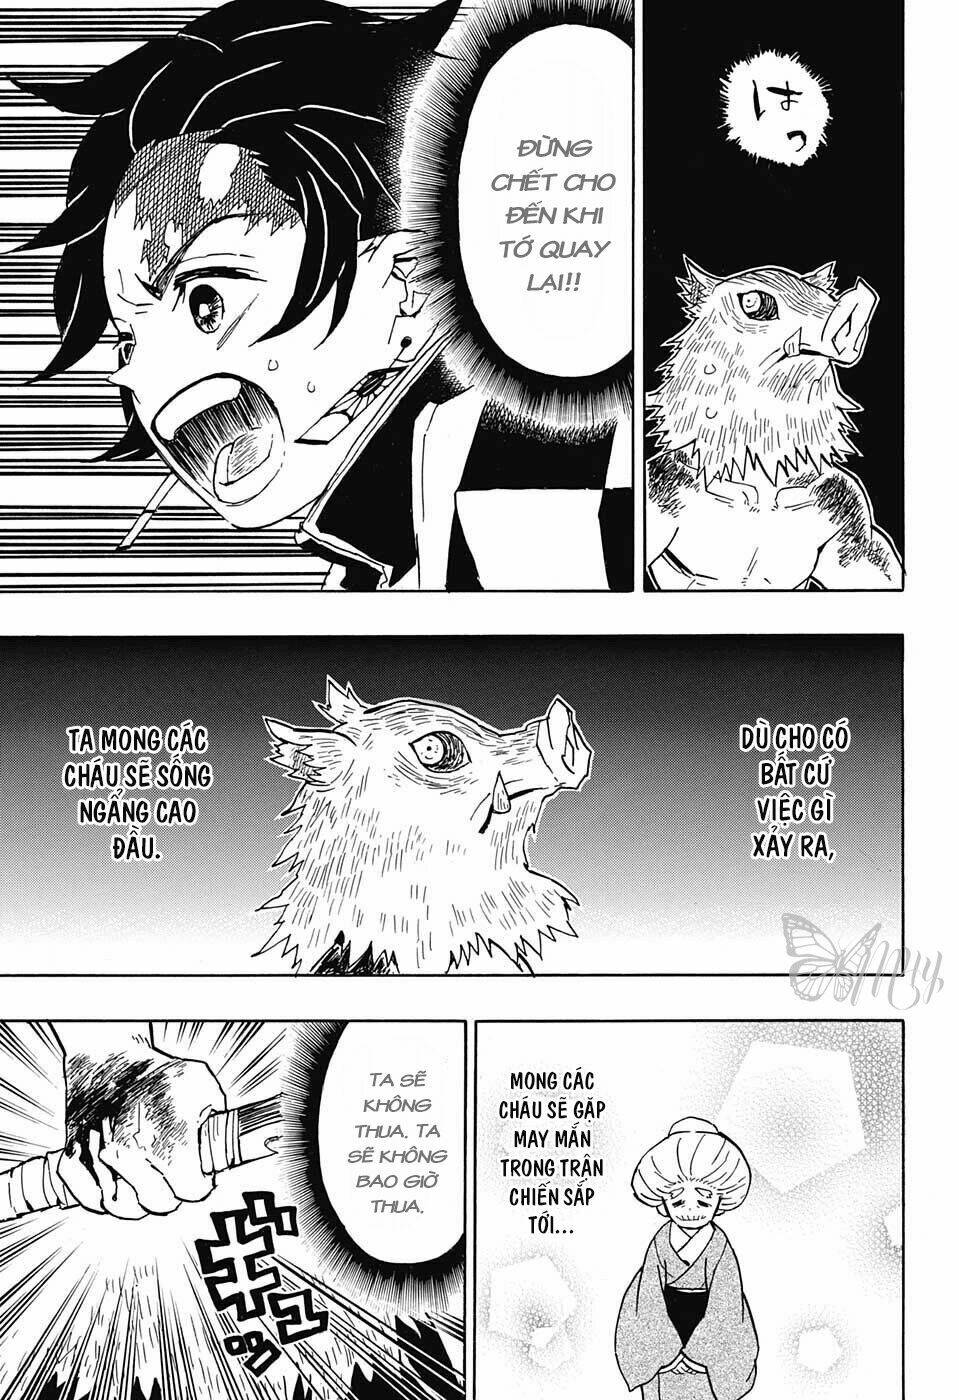 はっ
ĐỪNG
CHẾT CHO
ĐẾN KHI
TỚ QUAY
LẠI!!
DÙ CHO CÓ
BẤT CỨ
VIỆC GÌ
XẢY RA,
TA MONG CÁC
CHÁU SẼ SỐNG
NGẨNG CAO
ĐẦU.
MONG CÁC
CHÁU SẼ GẶP
MAY MẮN
TRONG TRẬN
CHIẾN SẮP
TỚI...
TA SẼ
KHÔNG
THUA. TA
SẼ KHÔNG
BAO GIỜ
THUA.